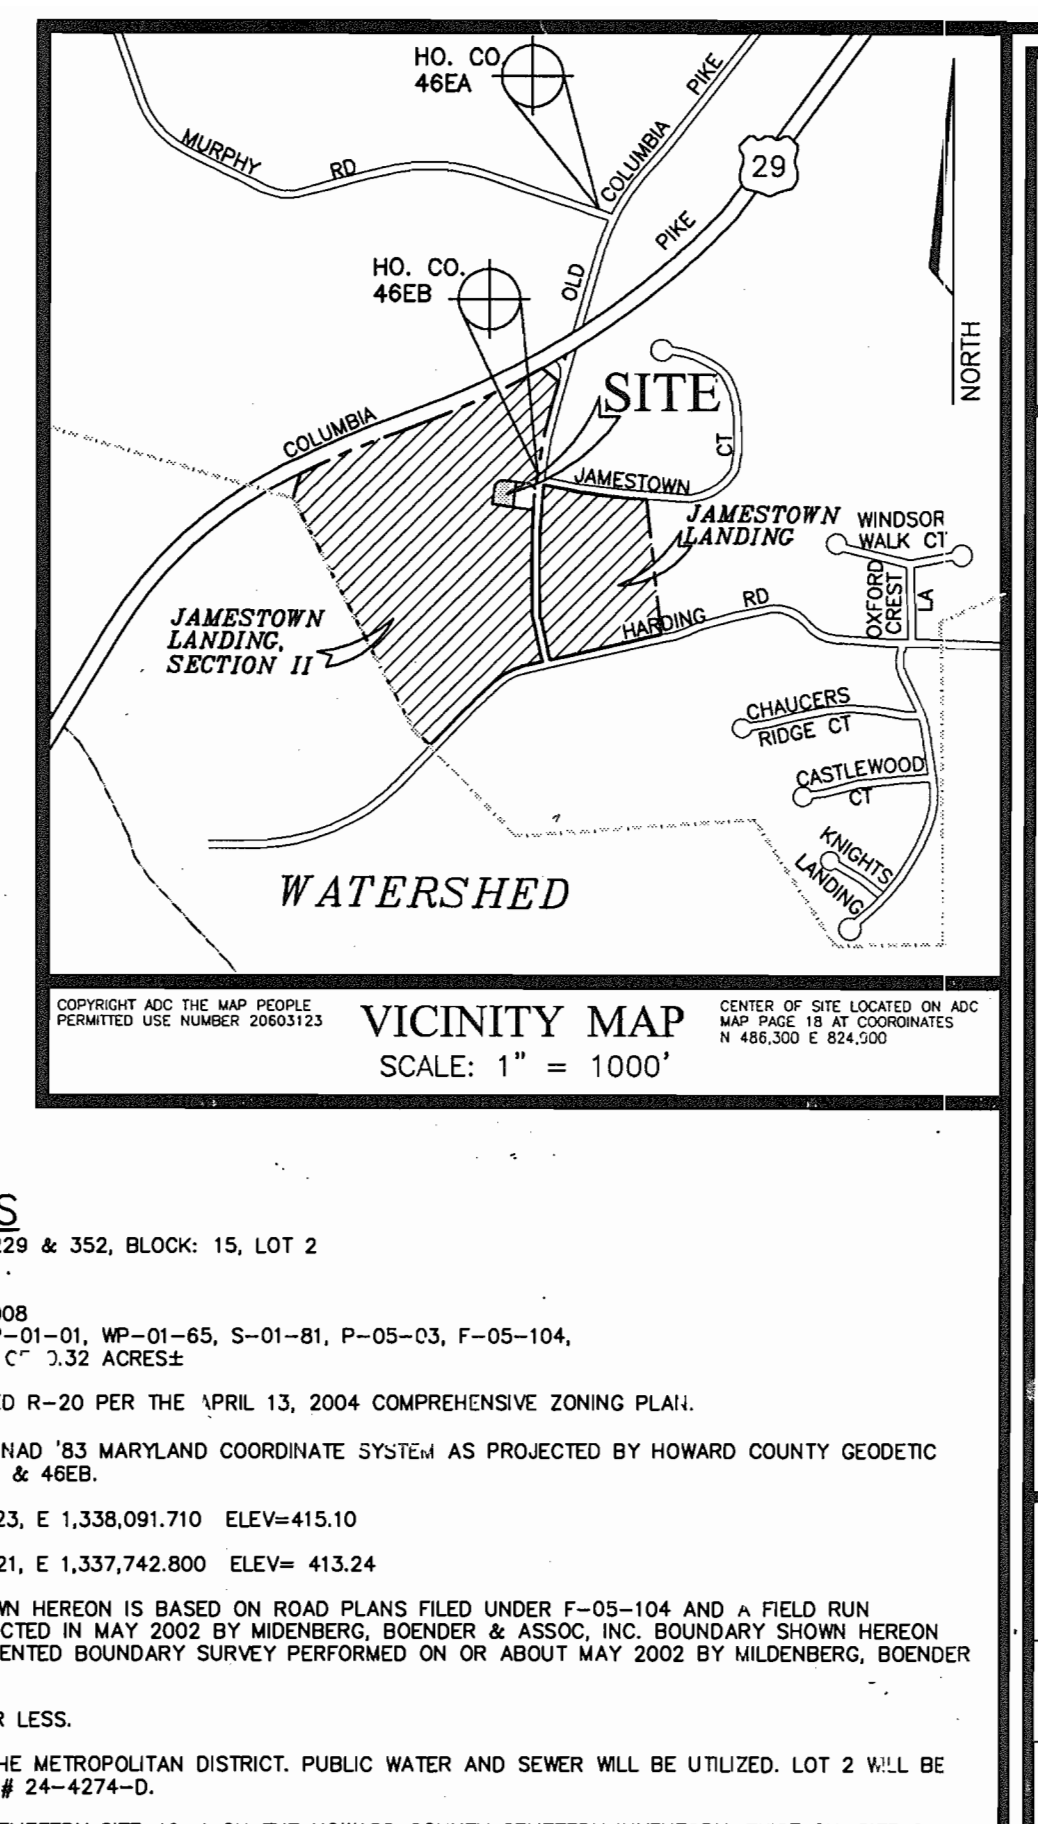 HO. CO.
46EA
COLUMBIA PIKE
MURPHY RD
29
PIKE
HO. CO.
46EB
OLD
NORTH
SITE
COLUMBIA
CT
JAMESTOWN
JAMESTOWN
LANDING
WINDSOR
WALK CT
OXFORD
CREST
LA
RD
HARDING
JAMESTOWN
LANDING,
SECTION II
CHAUCERS
RIDGE CT
CASTLEWOOD
CT
KNIGHTS
LANDING
WATERSHED
COPYRIGHT ADC THE MAP PEOPLE
PERMITTED USE NUMBER 20603123
VICINITY MAP
SCALE: 1" = 1000'
CENTER OF SITE LOCATED ON ADC
MAP PAGE 18 AT COORDINATES
N 486,300 E 824,900
S
229 & 352, BLOCK: 15, LOT 2
008
P-01-01, WP-01-65, S-01-81, P-05-03, F-05-104,
OF 0.32 ACRES±
ED R-20 PER THE APRIL 13, 2004 COMPREHENSIVE ZONING PLAN.
NAD '83 MARYLAND COORDINATE SYSTEM AS PROJECTED BY HOWARD COUNTY GEODETIC
& 46EB.
23, E 1,338,091.710 ELEV=415.10
21, E 1,337,742.800 ELEV= 413.24
WN HEREON IS BASED ON ROAD PLANS FILED UNDER F-05-104 AND A FIELD RUN
CTED IN MAY 2002 BY MIDENBERG, BOENDER & ASSOC, INC. BOUNDARY SHOWN HEREON
ENTED BOUNDARY SURVEY PERFORMED ON OR ABOUT MAY 2002 BY MILDENBERG, BOENDER
R LESS.
HE METROPOLITAN DISTRICT. PUBLIC WATER AND SEWER WILL BE UTILIZED. LOT 2 WILL BE
# 24-4274-D.